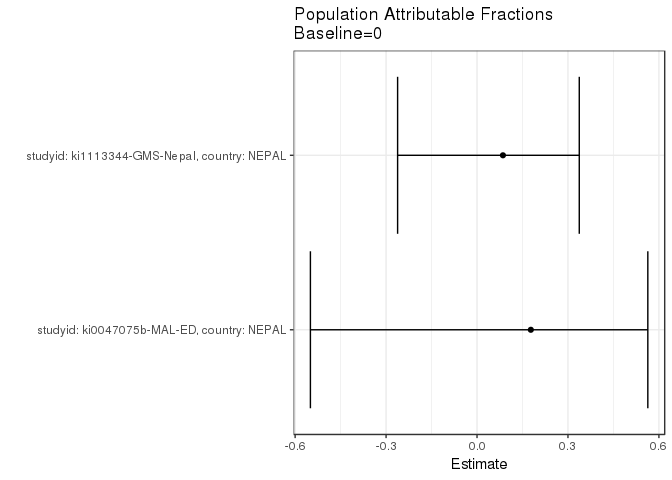 Population Attributable Fractions
Baseline=0
studyid: ki1113344-GMS-Nepal, country: NEPAL
studyid: ki0047075b-MAL-ED, country: NEPAL
-0.6 -0.3 0.0 0.3 0.6
Estimate